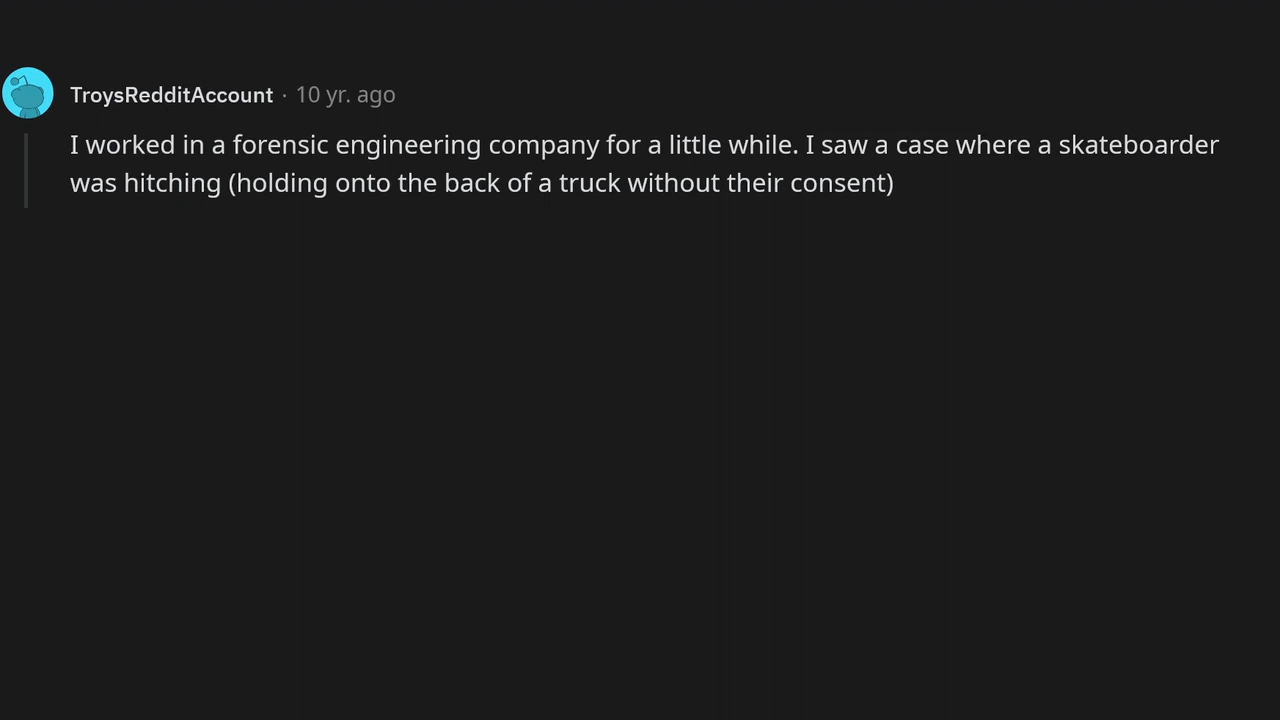 TroysRedditAccount · 10 yr. ago
I worked in a forensic engineering company for a little while. I saw a case where a skateboarder
was hitching (holding onto the back of a truck without their consent)